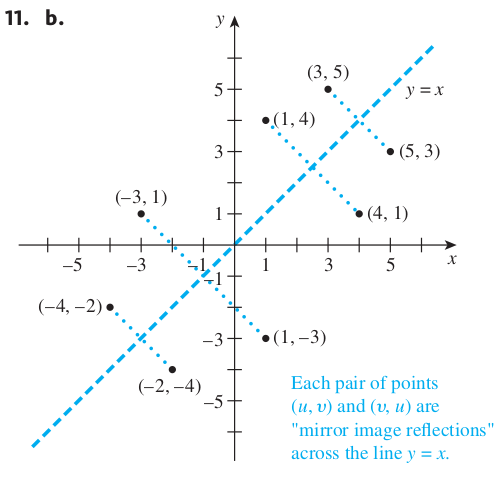 11. b.
y
(3, 5)
5
y = x
(1, 4)
3
(5, 3)
(−3, 1)
1
(4, 1)
−5 −3 −1 1 3 5 x
−1
(−4, −2)
−3
(1, −3)
(−2, −4)
−5
Each pair of points
(u, v) and (v, u) are
"mirror image reflections"
across the line y = x.